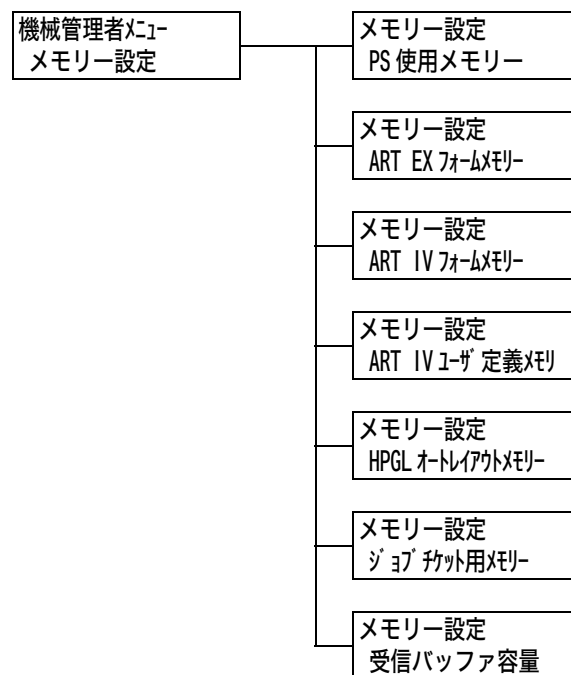 機械管理者ﾒﾆｭｰ
メモリー設定
メモリー設定
PS 使用メモリー
メモリー設定
ART EX ﾌｫｰﾑﾒﾓﾘｰ
メモリー設定
ART IV ﾌｫｰﾑﾒﾓﾘｰ
メモリー設定
ART IV ﾕｰｻﾞ定義ﾒﾓﾘ
メモリー設定
HPGL ｵｰﾄﾚｲｱｳﾄﾒﾓﾘｰ
メモリー設定
ｼﾞｮﾌﾞﾁｹｯﾄ用ﾒﾓﾘｰ
メモリー設定
受信バッファ容量